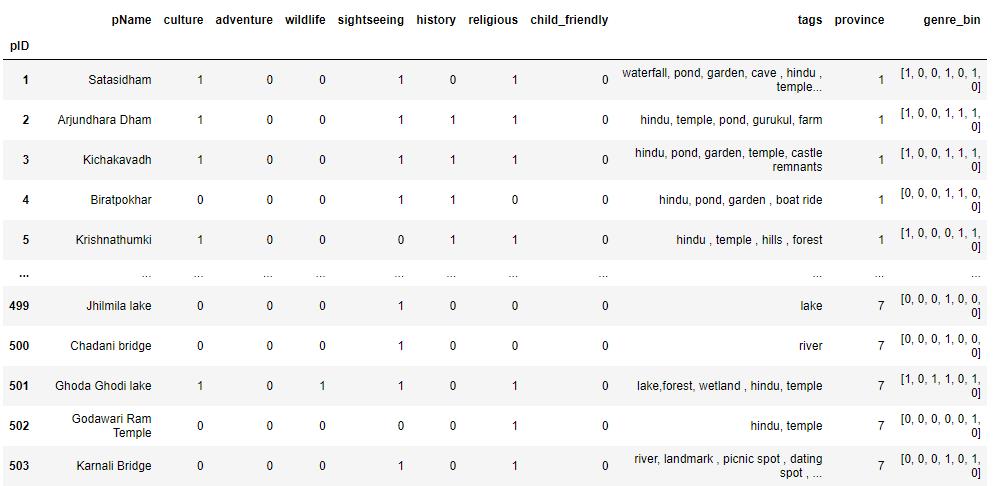 pName culture adventure wildlife sightseeing history religious child_friendly tags province genre_bin
pID
1 Satasidham 1 0 0 1 0 1 0 waterfall, pond, garden, cave , hindu , temple... 1 [1, 0, 0, 1, 0, 1, 0]
2 Arjundhara Dham 1 0 0 1 1 1 0 hindu, temple, pond, gurukul, farm 1 [1, 0, 0, 1, 1, 1, 0]
3 Kichakavadh 1 0 0 1 1 1 0 hindu, pond, garden, temple, castle remnants 1 [1, 0, 0, 1, 1, 1, 0]
4 Biratpokhar 0 0 0 1 1 0 0 hindu, pond, garden , boat ride 1 [0, 0, 0, 1, 1, 0, 0]
5 Krishnathumki 1 0 0 0 1 1 0 hindu , temple , hills , forest 1 [1, 0, 0, 0, 1, 1, 0]
... ... ... ... ... ... ... ... ... ... ... ...
499 Jhilmila lake 0 0 0 1 0 0 0 lake 7 [0, 0, 0, 1, 0, 0, 0]
500 Chadani bridge 0 0 0 1 0 0 0 river 7 [0, 0, 0, 1, 0, 0, 0]
501 Ghoda Ghodi lake 1 0 1 1 0 1 0 lake,forest, wetland , hindu, temple 7 [1, 0, 1, 1, 0, 1, 0]
502 Godawari Ram Temple 0 0 0 0 0 1 0 hindu, temple 7 [0, 0, 0, 0, 0, 1, 0]
503 Karnali Bridge 0 0 0 1 0 1 0 river, landmark , picnic spot , dating spot , ... 7 [0, 0, 0, 1, 0, 1, 0]